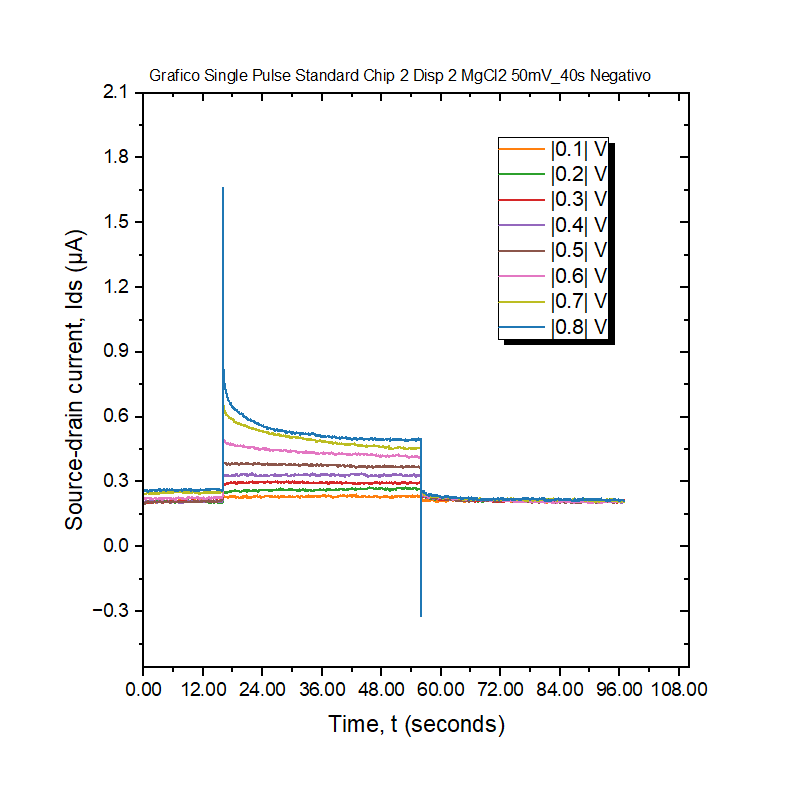 Grafico Single Pulse Standard Chip 2 Disp 2 MgCl2 50mV_40s Negativo
2.1
1.8
1.5
1.2
0.9
0.6
0.3
0.0
−0.3
Source-drain current, Ids (µA)
|0.1| V
|0.2| V
|0.3| V
|0.4| V
|0.5| V
|0.6| V
|0.7| V
|0.8| V
0.00 12.00 24.00 36.00 48.00 60.00 72.00 84.00 96.00 108.00
Time, t (seconds)